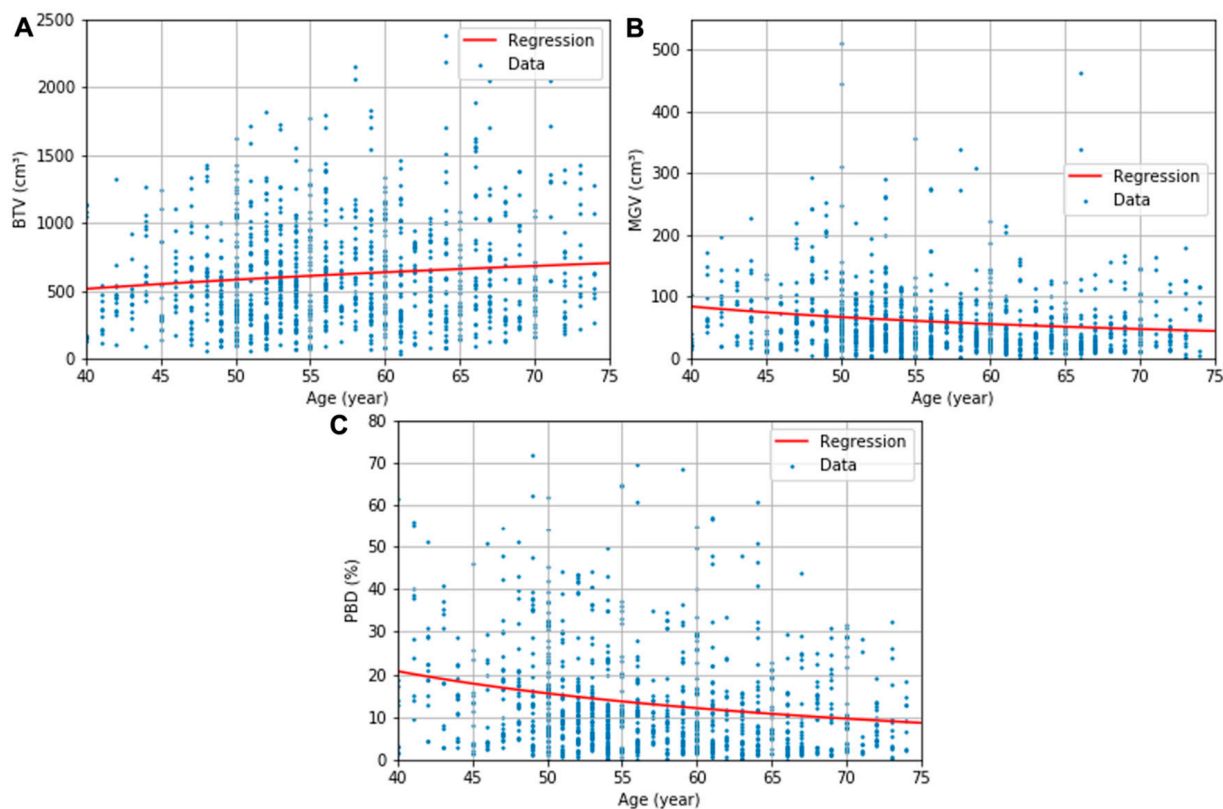 A
BTV (cm³)
2500
2000
1500
1000
500
0
Regression
Data
40 45 50 55 60 65 70 75
Age (year)
B
MGV (cm³)
500
400
300
200
100
0
Regression
Data
40 45 50 55 60 65 70 75
Age (year)
C
PBD (%)
80
70
60
50
40
30
20
10
0
Regression
Data
40 45 50 55 60 65 70 75
Age (year)